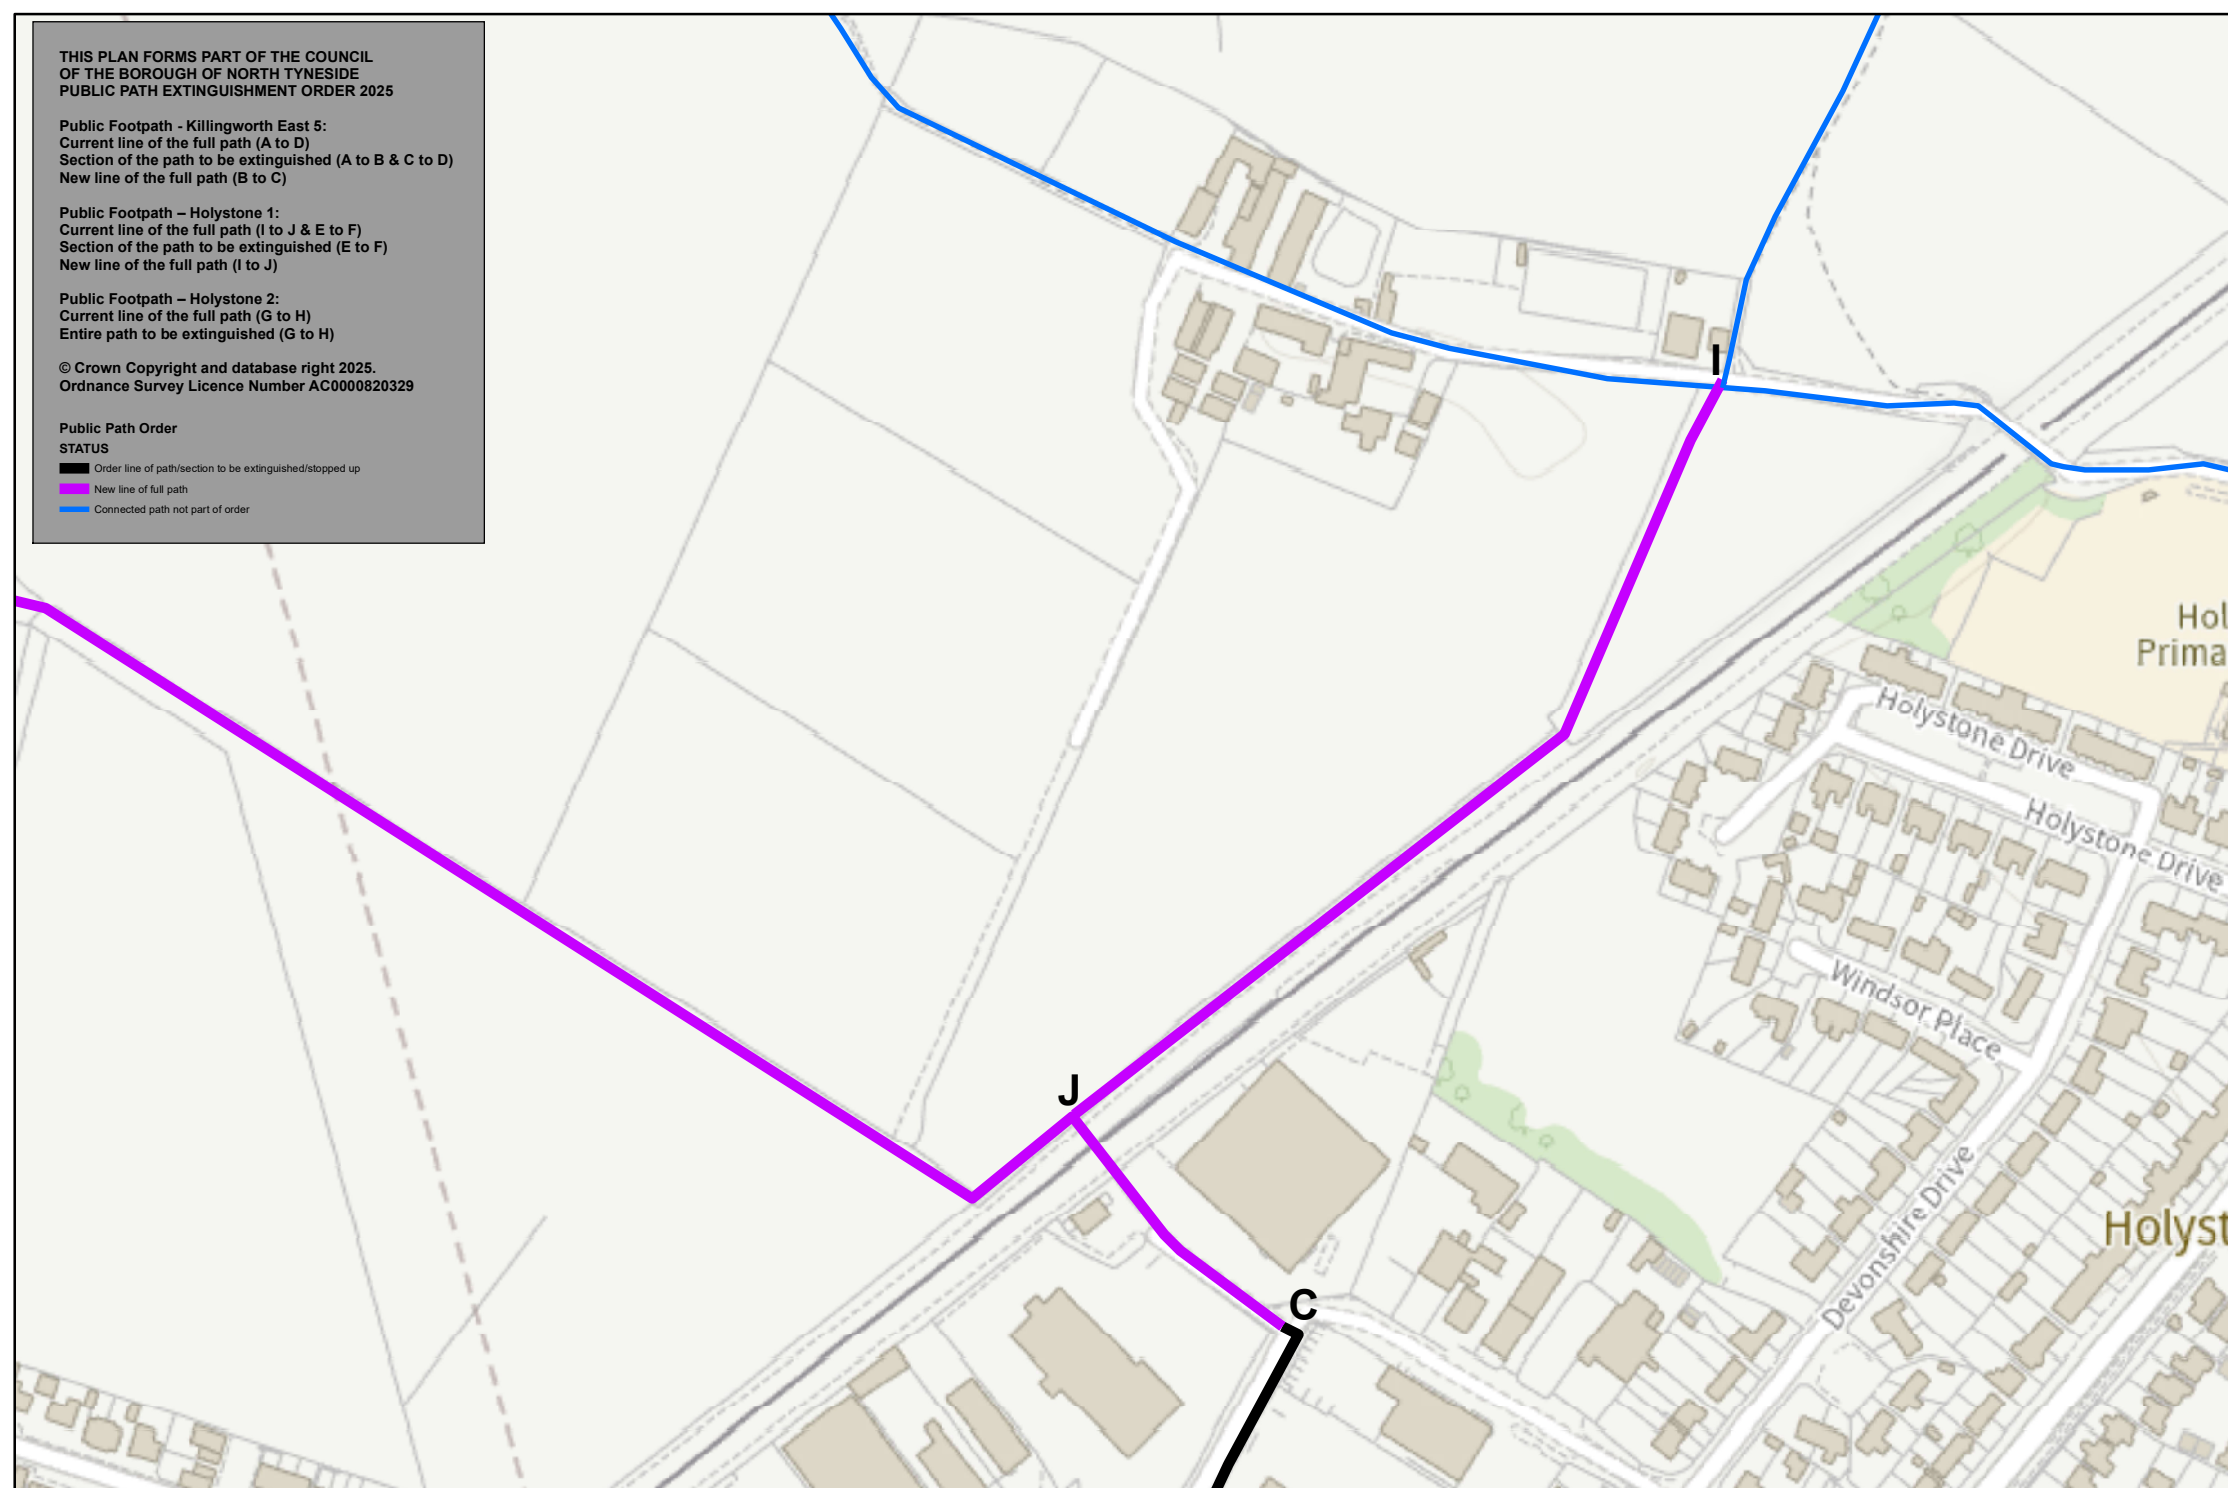 THIS PLAN FORMS PART OF THE COUNCIL
OF THE BOROUGH OF NORTH TYNESIDE
PUBLIC PATH EXTINGUISHMENT ORDER 2025
Public Footpath - Killingworth East 5:
Current line of the full path (A to D)
Section of the path to be extinguished (A to B & C to D)
New line of the full path (B to C)
Public Footpath – Holystone 1:
Current line of the full path (I to J & E to F)
Section of the path to be extinguished (E to F)
New line of the full path (I to J)
Public Footpath – Holystone 2:
Current line of the full path (G to H)
Entire path to be extinguished (G to H)
© Crown Copyright and database right 2025.
Ordnance Survey Licence Number AC0000820329
Public Path Order
STATUS
Order line of path/section to be extinguished/stopped up
New line of full path
Connected path not part of order
I
Hol
Prima
Holystone Drive
Holystone Drive
Windsor Place
J
Devonshire Drive
Holyst
C